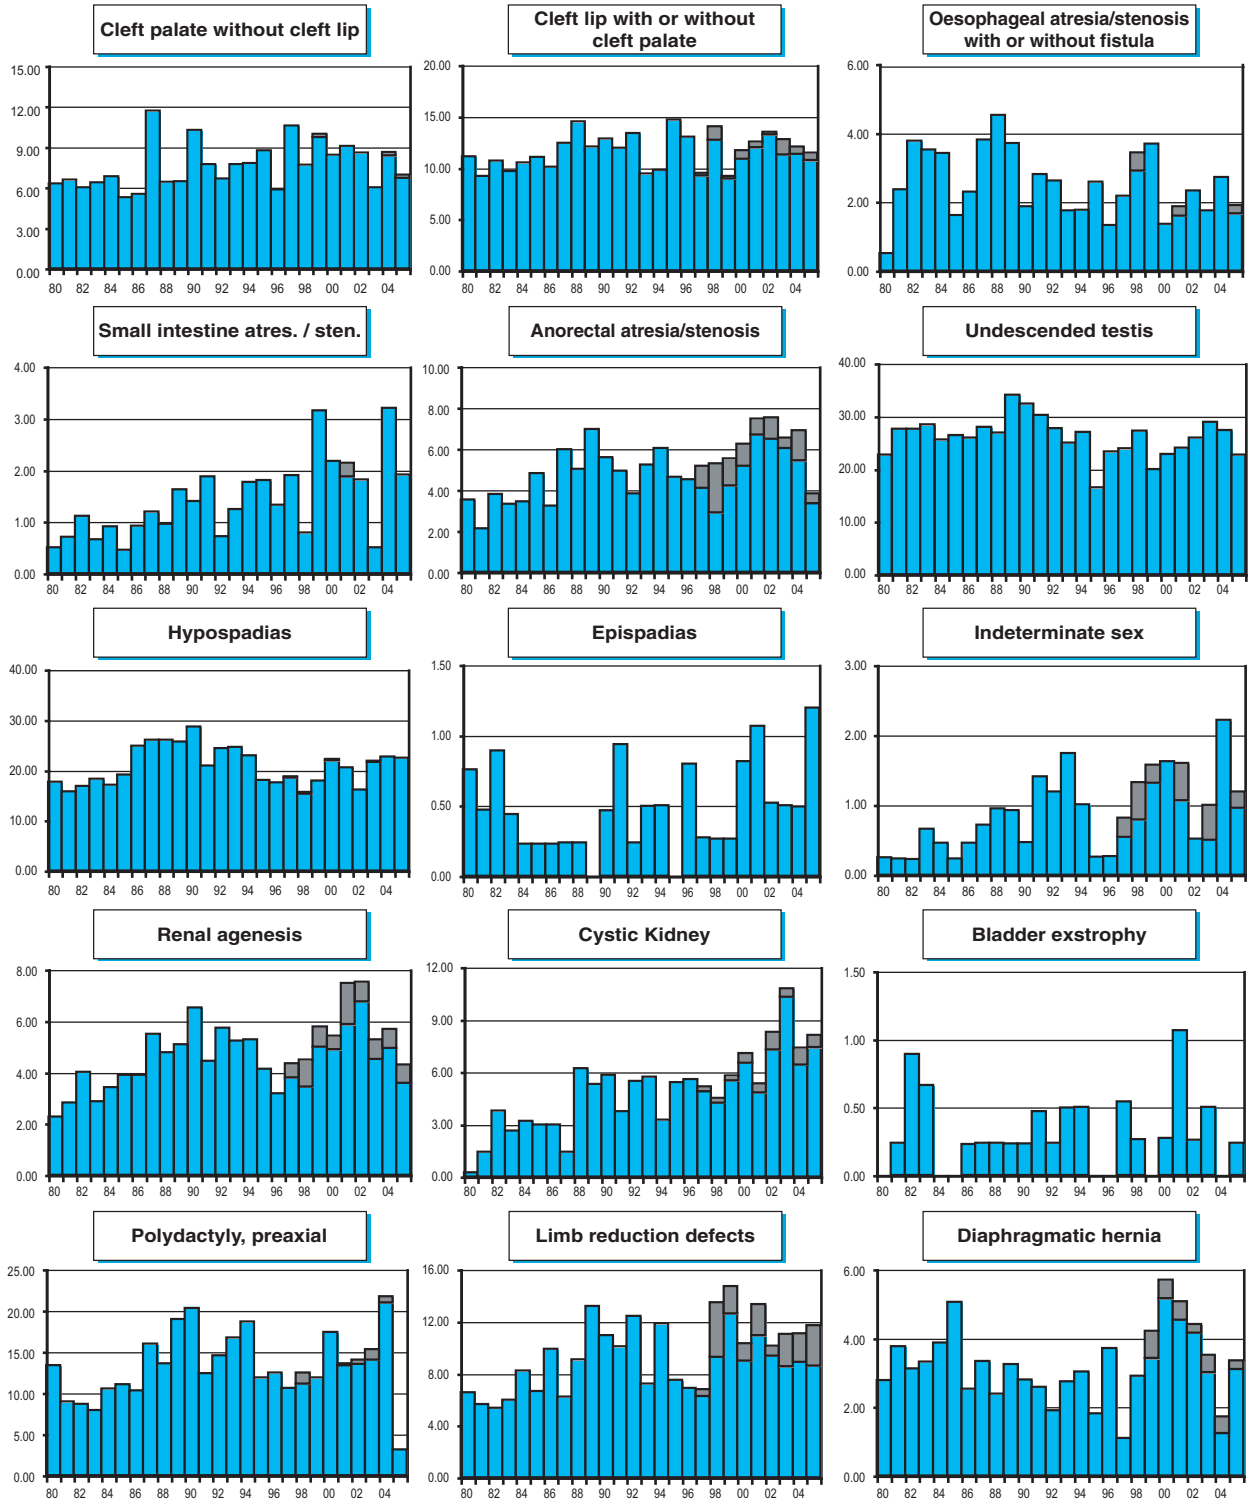 Cleft palate without cleft lip
15.00
12.00
9.00
6.00
3.00
0.00
80 82 84 86 88 90 92 94 96 98 00 02 04
Cleft lip with or without
cleft palate
20.00
15.00
10.00
5.00
0.00
80 82 84 86 88 90 92 94 96 98 00 02 04
Oesophageal atresia/stenosis
with or without fistula
6.00
4.00
2.00
0.00
80 82 84 86 88 90 92 94 96 98 00 02 04
Small intestine atres. / sten.
4.00
3.00
2.00
1.00
0.00
80 82 84 86 88 90 92 94 96 98 00 02 04
Anorectal atresia/stenosis
10.00
8.00
6.00
4.00
2.00
0.00
80 82 84 86 88 90 92 94 96 98 00 02 04
Undescended testis
40.00
30.00
20.00
10.00
0.00
80 82 84 86 88 90 92 94 96 98 00 02 04
Hypospadias
40.00
30.00
20.00
10.00
0.00
80 82 84 86 88 90 92 94 96 98 00 02 04
Epispadias
1.50
1.00
0.50
0.00
80 82 84 86 88 90 92 94 96 98 00 02 04
Indeterminate sex
3.00
2.00
1.00
0.00
80 82 84 86 88 90 92 94 96 98 00 02 04
Renal agenesis
8.00
6.00
4.00
2.00
0.00
80 82 84 86 88 90 92 94 96 98 00 02 04
Cystic Kidney
12.00
9.00
6.00
3.00
0.00
80 82 84 86 88 90 92 94 96 98 00 02 04
Bladder exstrophy
1.50
1.00
0.50
0.00
80 82 84 86 88 90 92 94 96 98 00 02 04
Polydactyly, preaxial
25.00
20.00
15.00
10.00
5.00
0.00
80 82 84 86 88 90 92 94 96 98 00 02 04
Limb reduction defects
16.00
12.00
8.00
4.00
0.00
80 82 84 86 88 90 92 94 96 98 00 02 04
Diaphragmatic hernia
6.00
4.00
2.00
0.00
80 82 84 86 88 90 92 94 96 98 00 02 04